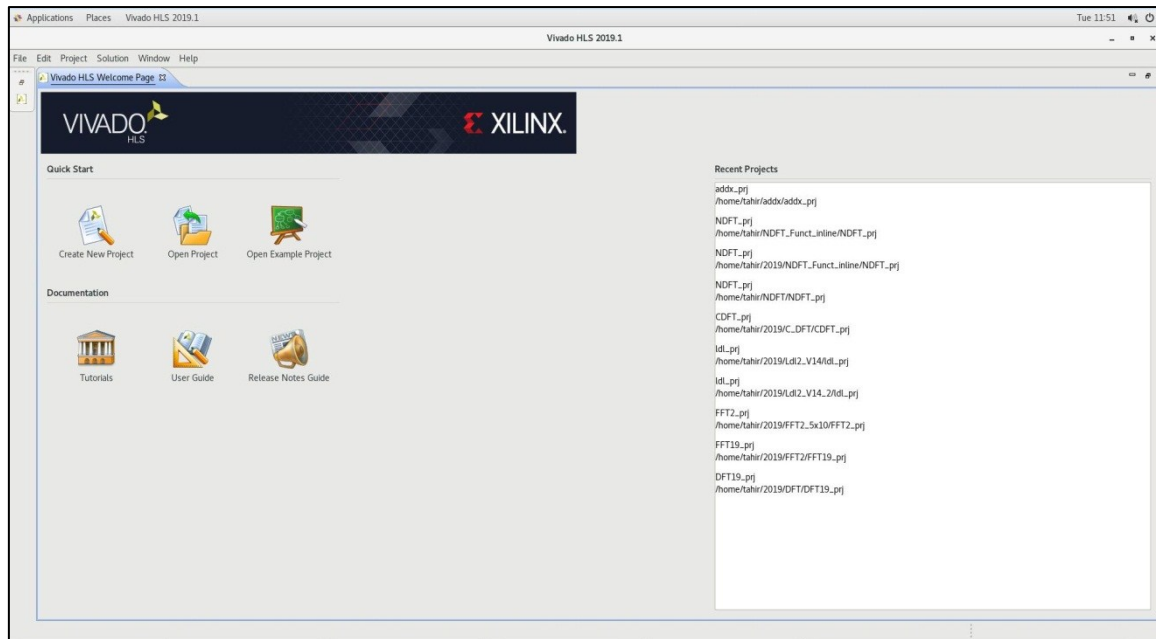 Applications Places Vivado HLS 2019.1 Tue 11:51
Vivado HLS 2019.1
File Edit Project Solution Window Help
Vivado HLS Welcome Page
VIVADO HLS
XILINX
Quick Start
Create New Project Open Project Open Example Project
Documentation
NEWS
Tutorials User Guide Release Notes Guide
Recent Projects
addx_prj
/home/tahir/addx/addx_prj
NDFT_prj
/home/tahir/NDFT_Funct_inline/NDFT_prj
NDFT_prj
/home/tahir/2019/NDFT_Funct_inline/NDFT_prj
NDFT_prj
/home/tahir/NDFT/NDFT_prj
CDFT_prj
/home/tahir/2019/C_DFT/CDFT_prj
ldl_prj
/home/tahir/2019/Ldl2_V14/ldl_prj
ldl_prj
/home/tahir/2019/Ldl2_V14_2/ldl_prj
FFT2_prj
/home/tahir/2019/FFT2_5x10/FFT2_prj
FFT19_prj
/home/tahir/2019/FFT2/FFT19_prj
DFT19_prj
/home/tahir/2019/DFT/DFT19_prj